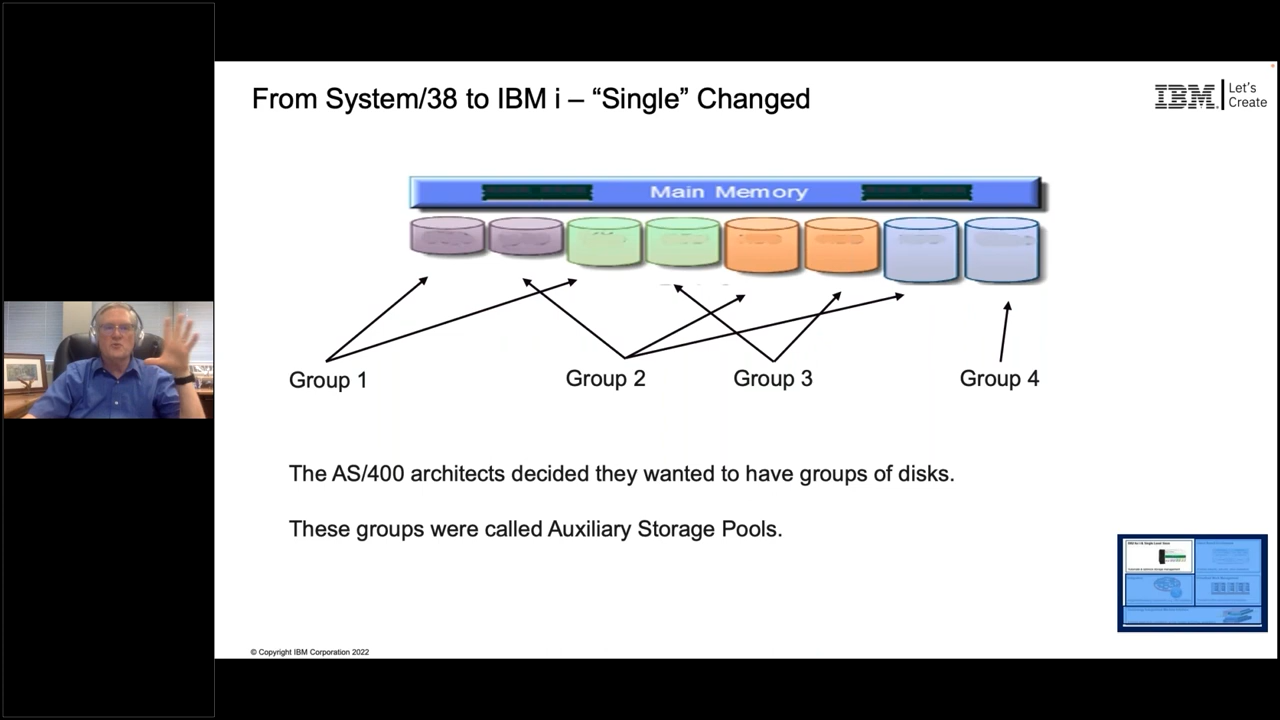 From System/38 to IBM i – “Single” Changed
IBM. Let's
Create
Main Memory
Group 1
Group 2
Group 3
Group 4
The AS/400 architects decided they wanted to have groups of disks.
These groups were called Auxiliary Storage Pools.
© Copyright IBM Corporation 2022